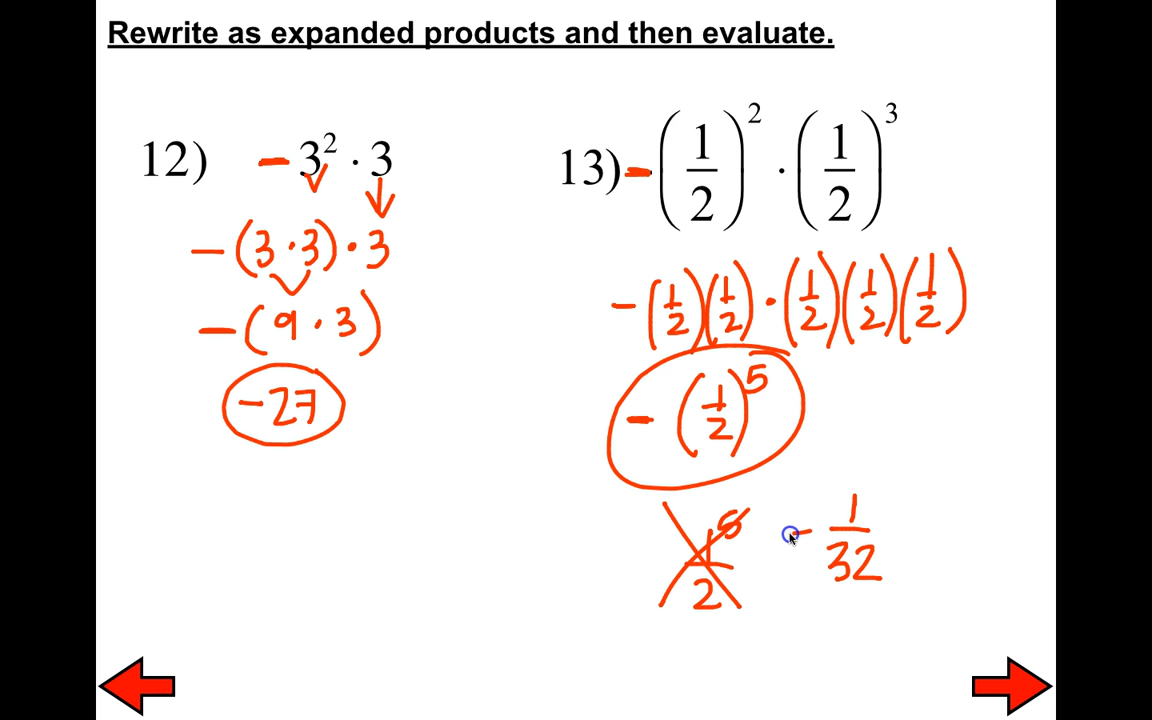 Rewrite as expanded products and then evaluate.
12) - 3² · 3
- (3 · 3) · 3
- (9 · 3)
-27
13) - (1/2)² · (1/2)³
- (1/2)(1/2) · (1/2)(1/2)(1/2)
- (1/2)⁵
1⁵/2
- 1/32